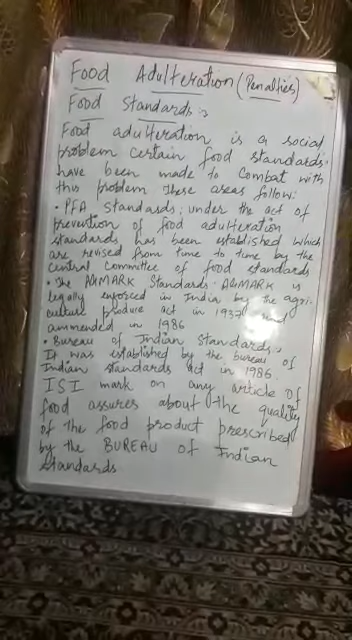 Food Adulteration (Penalties)
Food Standards:
Food adulteration is a social
problem certain food standards
have been made to Combat with
this problem These areas follow:
• PFA Standards: under the act of
prevention of food adulteration
standards has been established which
are revised from time to time by the
central Committee of food standards
• The AGMARK Standards: AGMARK is
legally enforced in India by the agri-
culture produce act in 1937 and
ammended in 1986
• Bureau of Indian Standards:
It was established by the bureau of
Indian standards act in 1986.
ISI mark on any article of
food assures about the quality
of the food product prescribed
by the BUREAU of Indian
Standards